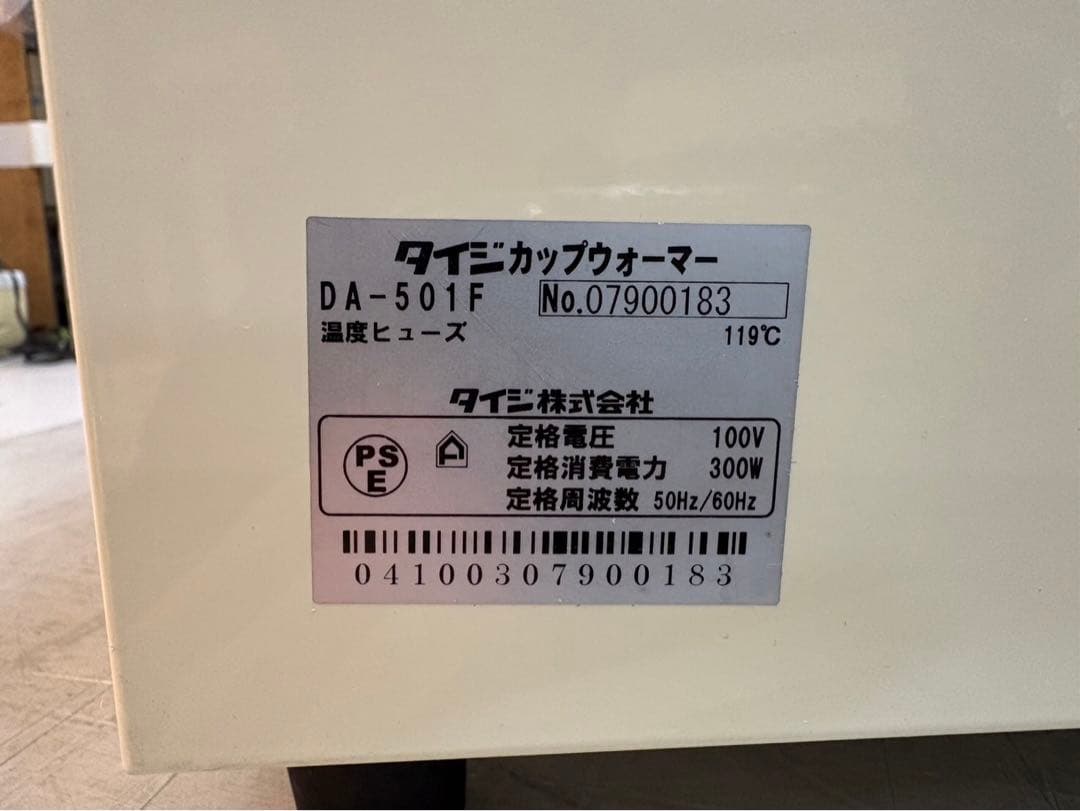 タイジカップウォーマー
DA-501F No.07900183
温度ヒューズ 119℃
タイジ株式会社
PS
E
定格電圧 100V
定格消費電力 300W
定格周波数 50Hz/60Hz
04100307900183